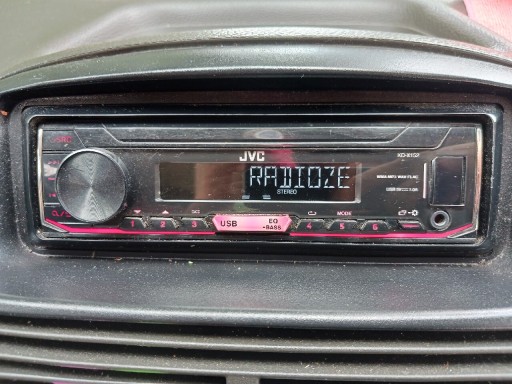 JVC
RADIOZE
STEREO
USB
EQ
-BASS
MODE
1 2 3 4 5 6